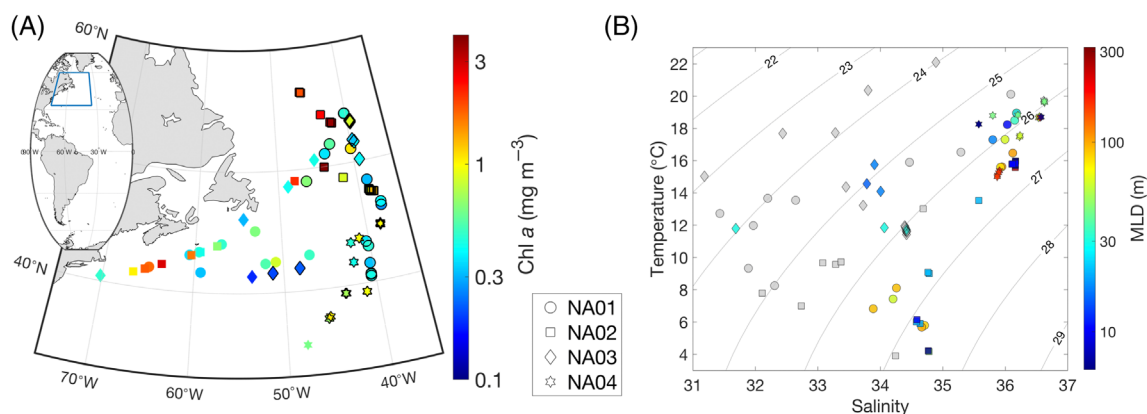 (A)
60°N
40°N
70°W
60°W
50°W
40°W
80°W 60°W 30°W 0°
3
1
0.3
0.1
Chl a (mg m⁻³)
NA01
NA02
NA03
NA04
(B)
22
20
18
16
14
12
10
8
6
4
Temperature (°C)
31 32 33 34 35 36 37
Salinity
22
23
24
25
26
27
28
29
300
100
30
10
MLD (m)